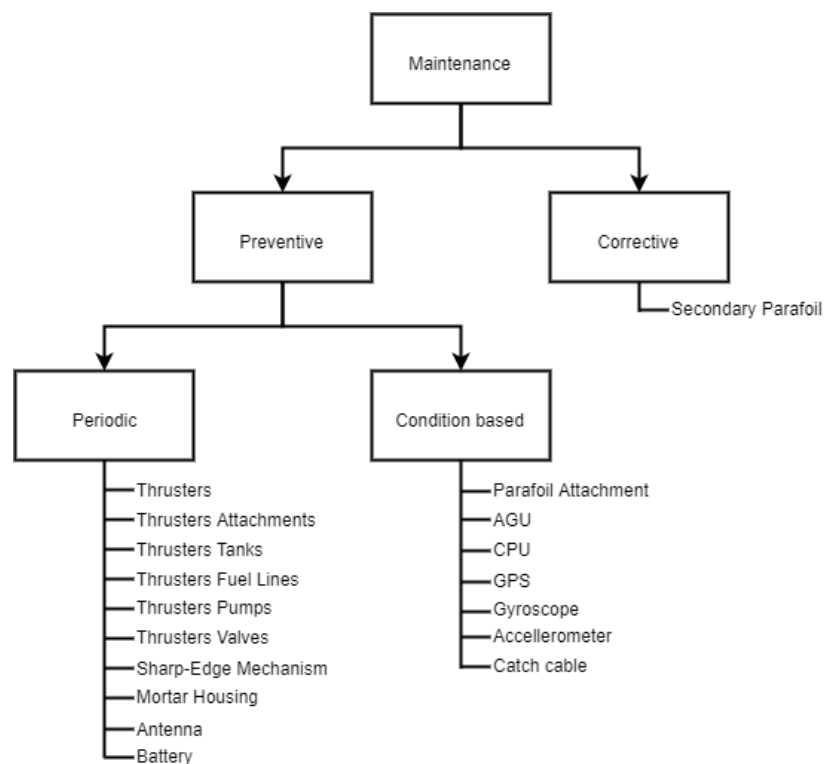 Maintenance
Preventive
Corrective
Secondary Parafoil
Periodic
Condition based
Thrusters
Thrusters Attachments
Thrusters Tanks
Thrusters Fuel Lines
Thrusters Pumps
Thrusters Valves
Sharp-Edge Mechanism
Mortar Housing
Antenna
Battery
Parafoil Attachment
AGU
CPU
GPS
Gyroscope
Accellerometer
Catch cable